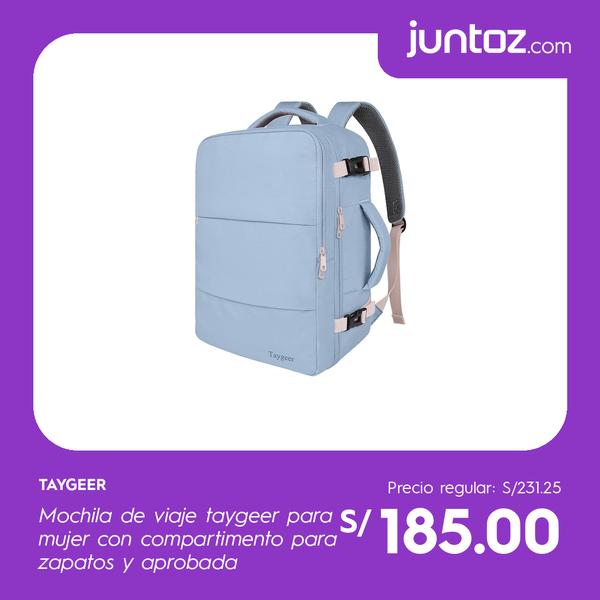 juntoz.com
Taygeer
TAYGEER
Mochila de viaje taygeer para
mujer con compartimento para
zapatos y aprobada
Precio regular: S/231.25
S/185.00